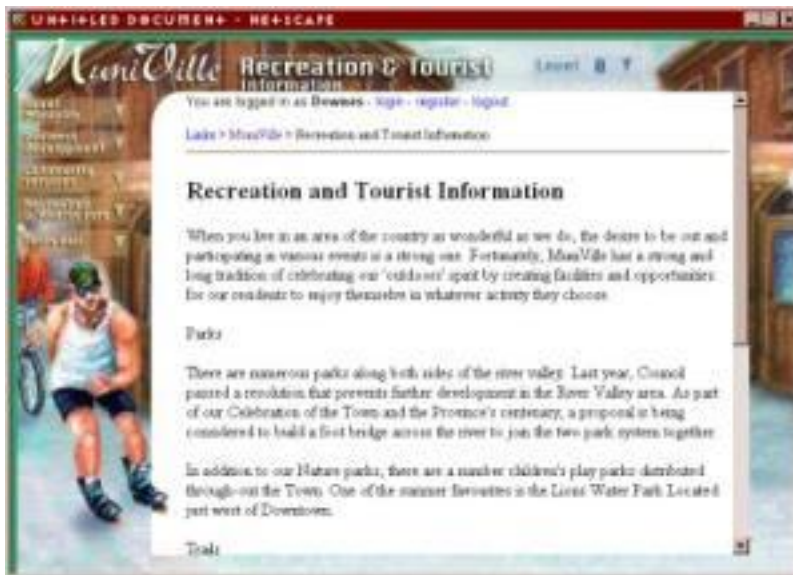 UNTITLED DOCUMENT - NETSCAPE
MuniVille Recreation & Tourist
Information
Level 8
You are logged in as Downes - login - register - logout
Links > MuniVille > Recreation and Tourist Information
Recreation and Tourist Information
When you live in an area of the country as wonderful as we do, the desire to be out and
participating in various events is a strong one. Fortunately, MuniVille has a strong and
long tradition of celebrating our 'outdoors' spirit by creating facilities and opportunities
for our residents to enjoy themselve in whatever activity they choose.
Parks
There are numerous parks along both sides of the river valley. Last year, Council
passed a resolution that prevents further development in the River Valley area. As part
of our Celebration of the Town and the Province's centenary, a proposal is being
considered to build a foot bridge across the river to join the two park system together.
In addition to our Nature parks, there are a number children's play parks distributed
through-out the Town. One of the summer favourites is the Lions Water Park Located
just west of Downtown.
Trails